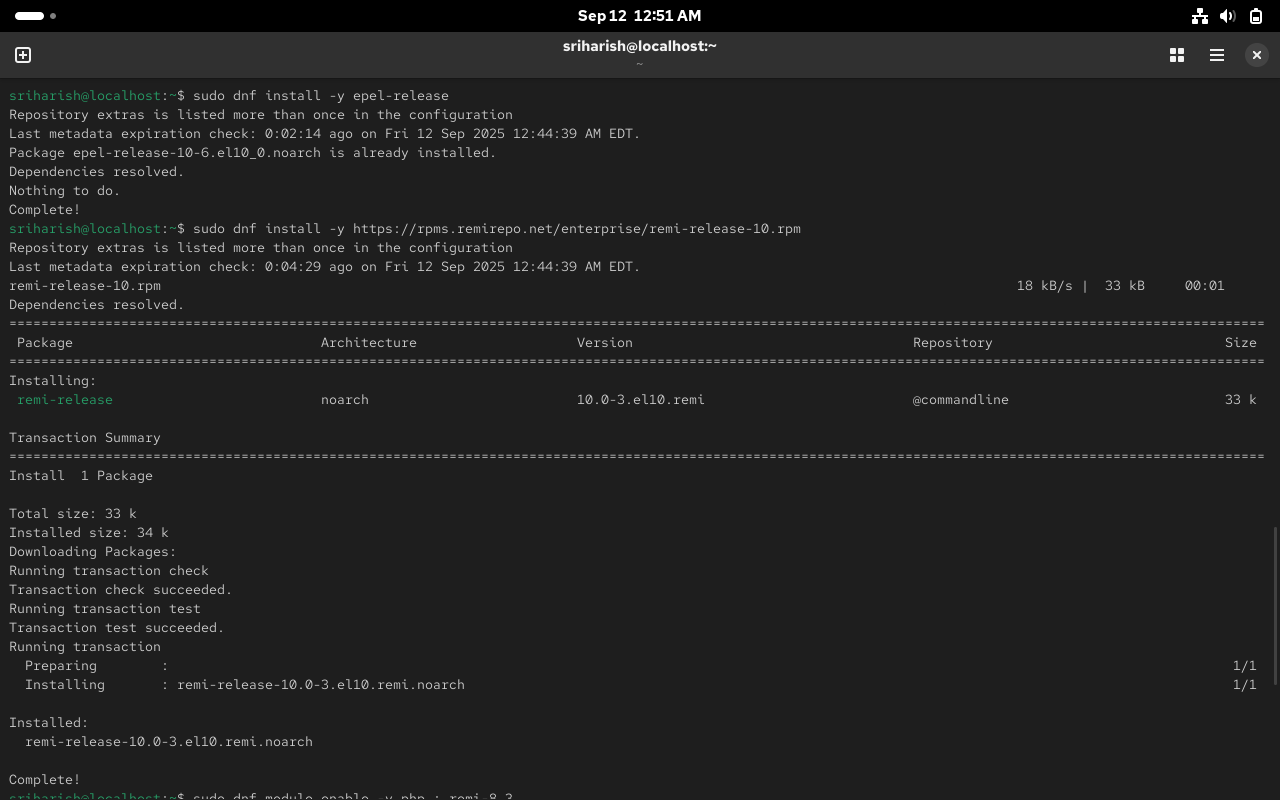 Sep 12 12:51 AM
sriharish@localhost:~
~
sriharish@localhost:~$ sudo dnf install -y epel-release
Repository extras is listed more than once in the configuration
Last metadata expiration check: 0:02:14 ago on Fri 12 Sep 2025 12:44:39 AM EDT.
Package epel-release-10-6.el10_0.noarch is already installed.
Dependencies resolved.
Nothing to do.
Complete!
sriharish@localhost:~$ sudo dnf install -y https://rpms.remirepo.net/enterprise/remi-release-10.rpm
Repository extras is listed more than once in the configuration
Last metadata expiration check: 0:04:29 ago on Fri 12 Sep 2025 12:44:39 AM EDT.
remi-release-10.rpm 18 kB/s | 33 kB 00:01
Dependencies resolved.
================================================================================
Package Architecture Version Repository Size
================================================================================
Installing:
remi-release noarch 10.0-3.el10.remi @commandline 33 k
Transaction Summary
================================================================================
Install 1 Package
Total size: 33 k
Installed size: 34 k
Downloading Packages:
Running transaction check
Transaction check succeeded.
Running transaction test
Transaction test succeeded.
Running transaction
Preparing : 1/1
Installing : remi-release-10.0-3.el10.remi.noarch 1/1
Installed:
remi-release-10.0-3.el10.remi.noarch
Complete!
sriharish@localhost:~$ sudo dnf module enable -y php : remi-8.3